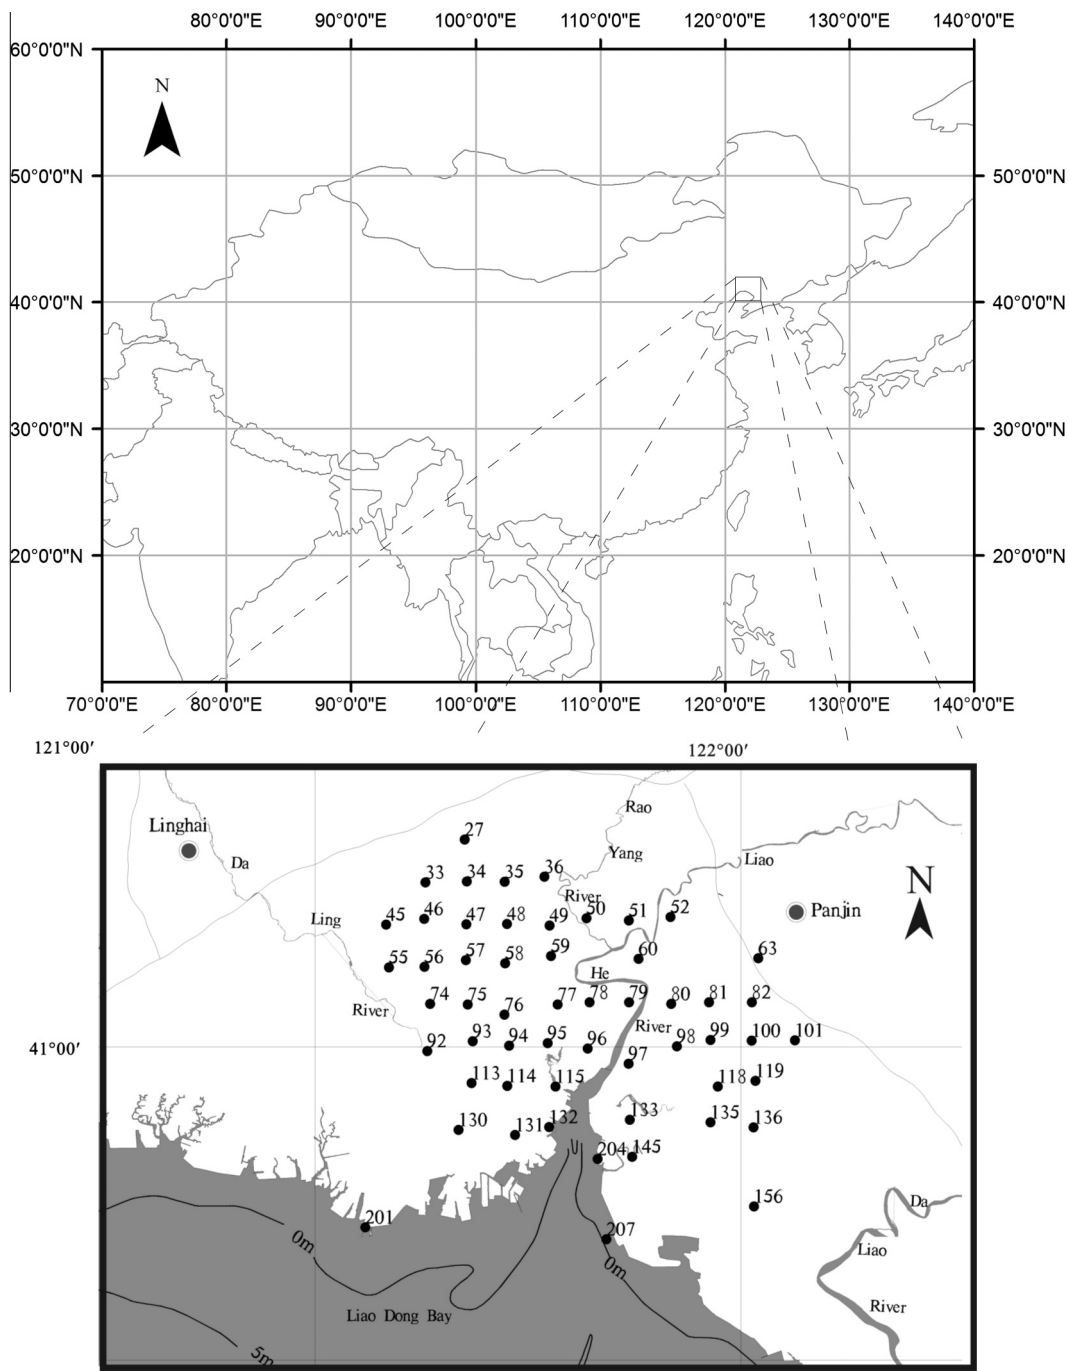 80°0'0"E 90°0'0"E 100°0'0"E 110°0'0"E 120°0'0"E 130°0'0"E 140°0'0"E
60°0'0"N
N
50°0'0"N 50°0'0"N
40°0'0"N 40°0'0"N
30°0'0"N 30°0'0"N
20°0'0"N 20°0'0"N
70°0'0"E 80°0'0"E 90°0'0"E 100°0'0"E 110°0'0"E 120°0'0"E 130°0'0"E 140°0'0"E
121°00′ 122°00′
Rao
Linghai 27
Da Yang Liao
33 34 35 36 N
River
45 46 47 48 49 50 51 52 Panjin
Ling
55 56 57 58 59 60 63
He
74 75 76 77 78 79 80 81 82
River River
92 93 94 95 96 97 98 99 100 101
41°00′
113 114 115 118 119
130 131 132 133 135 136
204 145
156
Da
201 207
0m 0m Liao
Liao Dong Bay River
5m